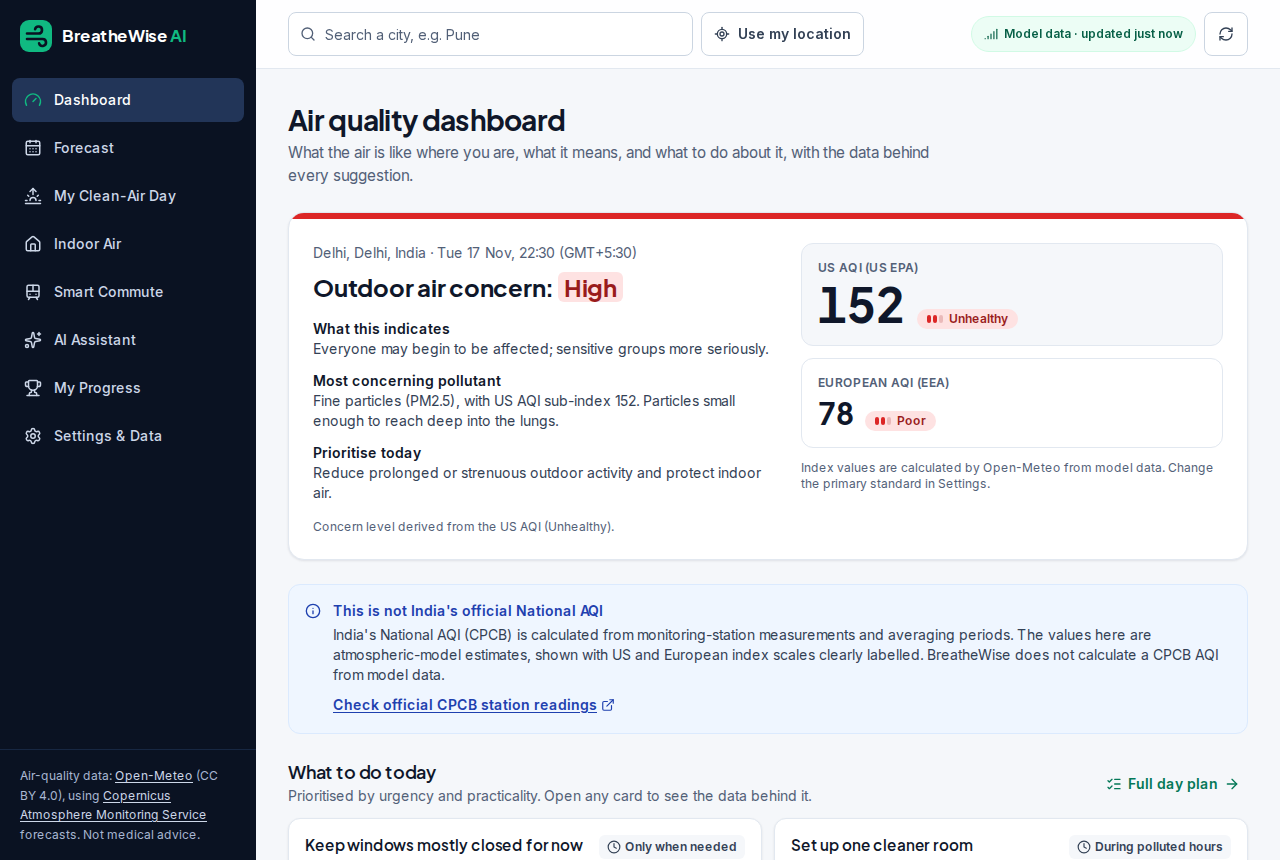 BreatheWise AI
Dashboard
Forecast
My Clean-Air Day
Indoor Air
Smart Commute
AI Assistant
My Progress
Settings & Data
Air-quality data: Open-Meteo (CC
BY 4.0), using Copernicus
Atmosphere Monitoring Service
forecasts. Not medical advice.
Search a city, e.g. Pune
Use my location
Model data · updated just now
Air quality dashboard
What the air is like where you are, what it means, and what to do about it, with the data behind
every suggestion.
Delhi, Delhi, India · Tue 17 Nov, 22:30 (GMT+5:30)
Outdoor air concern: High
What this indicates
Everyone may begin to be affected; sensitive groups more seriously.
Most concerning pollutant
Fine particles (PM2.5), with US AQI sub-index 152. Particles small
enough to reach deep into the lungs.
Prioritise today
Reduce prolonged or strenuous outdoor activity and protect indoor
air.
Concern level derived from the US AQI (Unhealthy).
US AQI (US EPA)
152 Unhealthy
EUROPEAN AQI (EEA)
78 Poor
Index values are calculated by Open-Meteo from model data. Change
the primary standard in Settings.
This is not India's official National AQI
India's National AQI (CPCB) is calculated from monitoring-station measurements and averaging periods. The values here are
atmospheric-model estimates, shown with US and European index scales clearly labelled. BreatheWise does not calculate a CPCB AQI
from model data.
Check official CPCB station readings
What to do today
Prioritised by urgency and practicality. Open any card to see the data behind it.
Full day plan
Keep windows mostly closed for now
Only when needed
Set up one cleaner room
During polluted hours